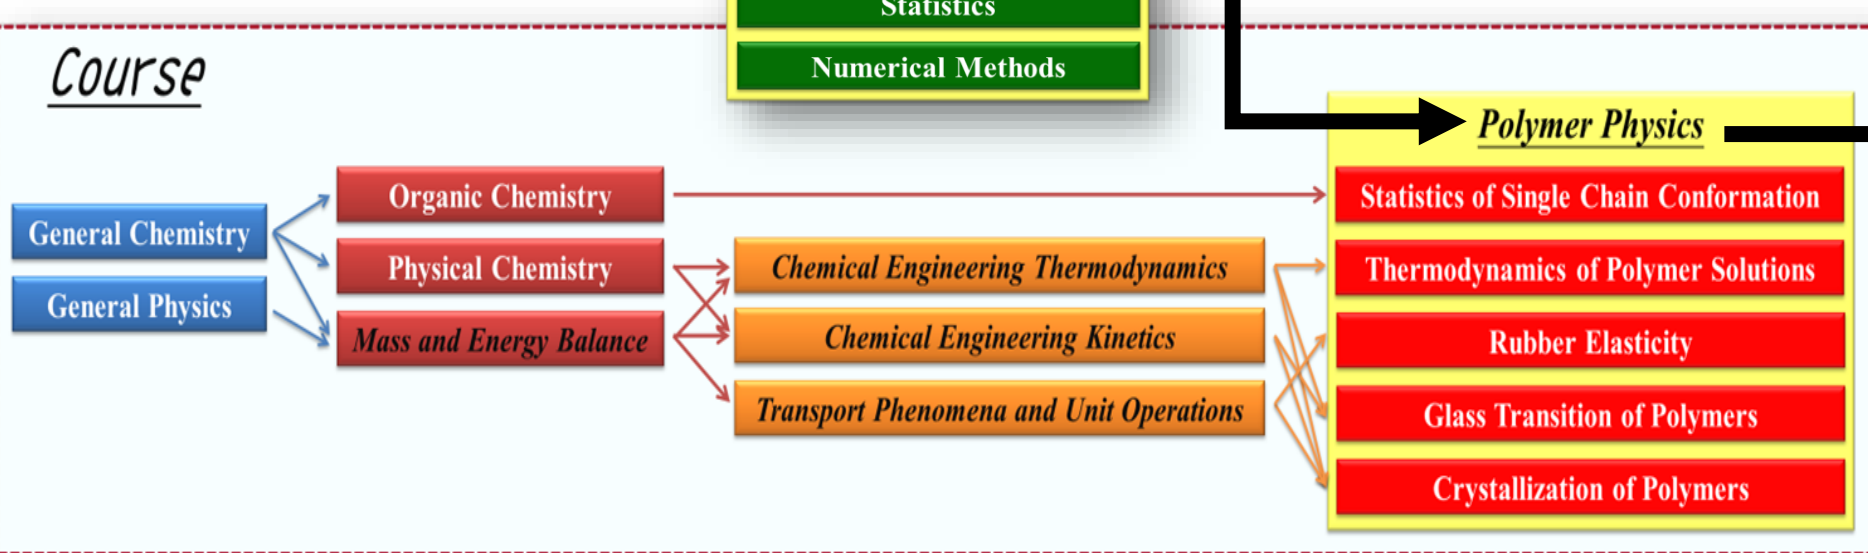 Statistics
Numerical Methods
Course
Polymer Physics
Organic Chemistry
Statistics of Single Chain Conformation
General Chemistry
Physical Chemistry
Chemical Engineering Thermodynamics
Thermodynamics of Polymer Solutions
General Physics
Mass and Energy Balance
Chemical Engineering Kinetics
Rubber Elasticity
Transport Phenomena and Unit Operations
Glass Transition of Polymers
Crystallization of Polymers